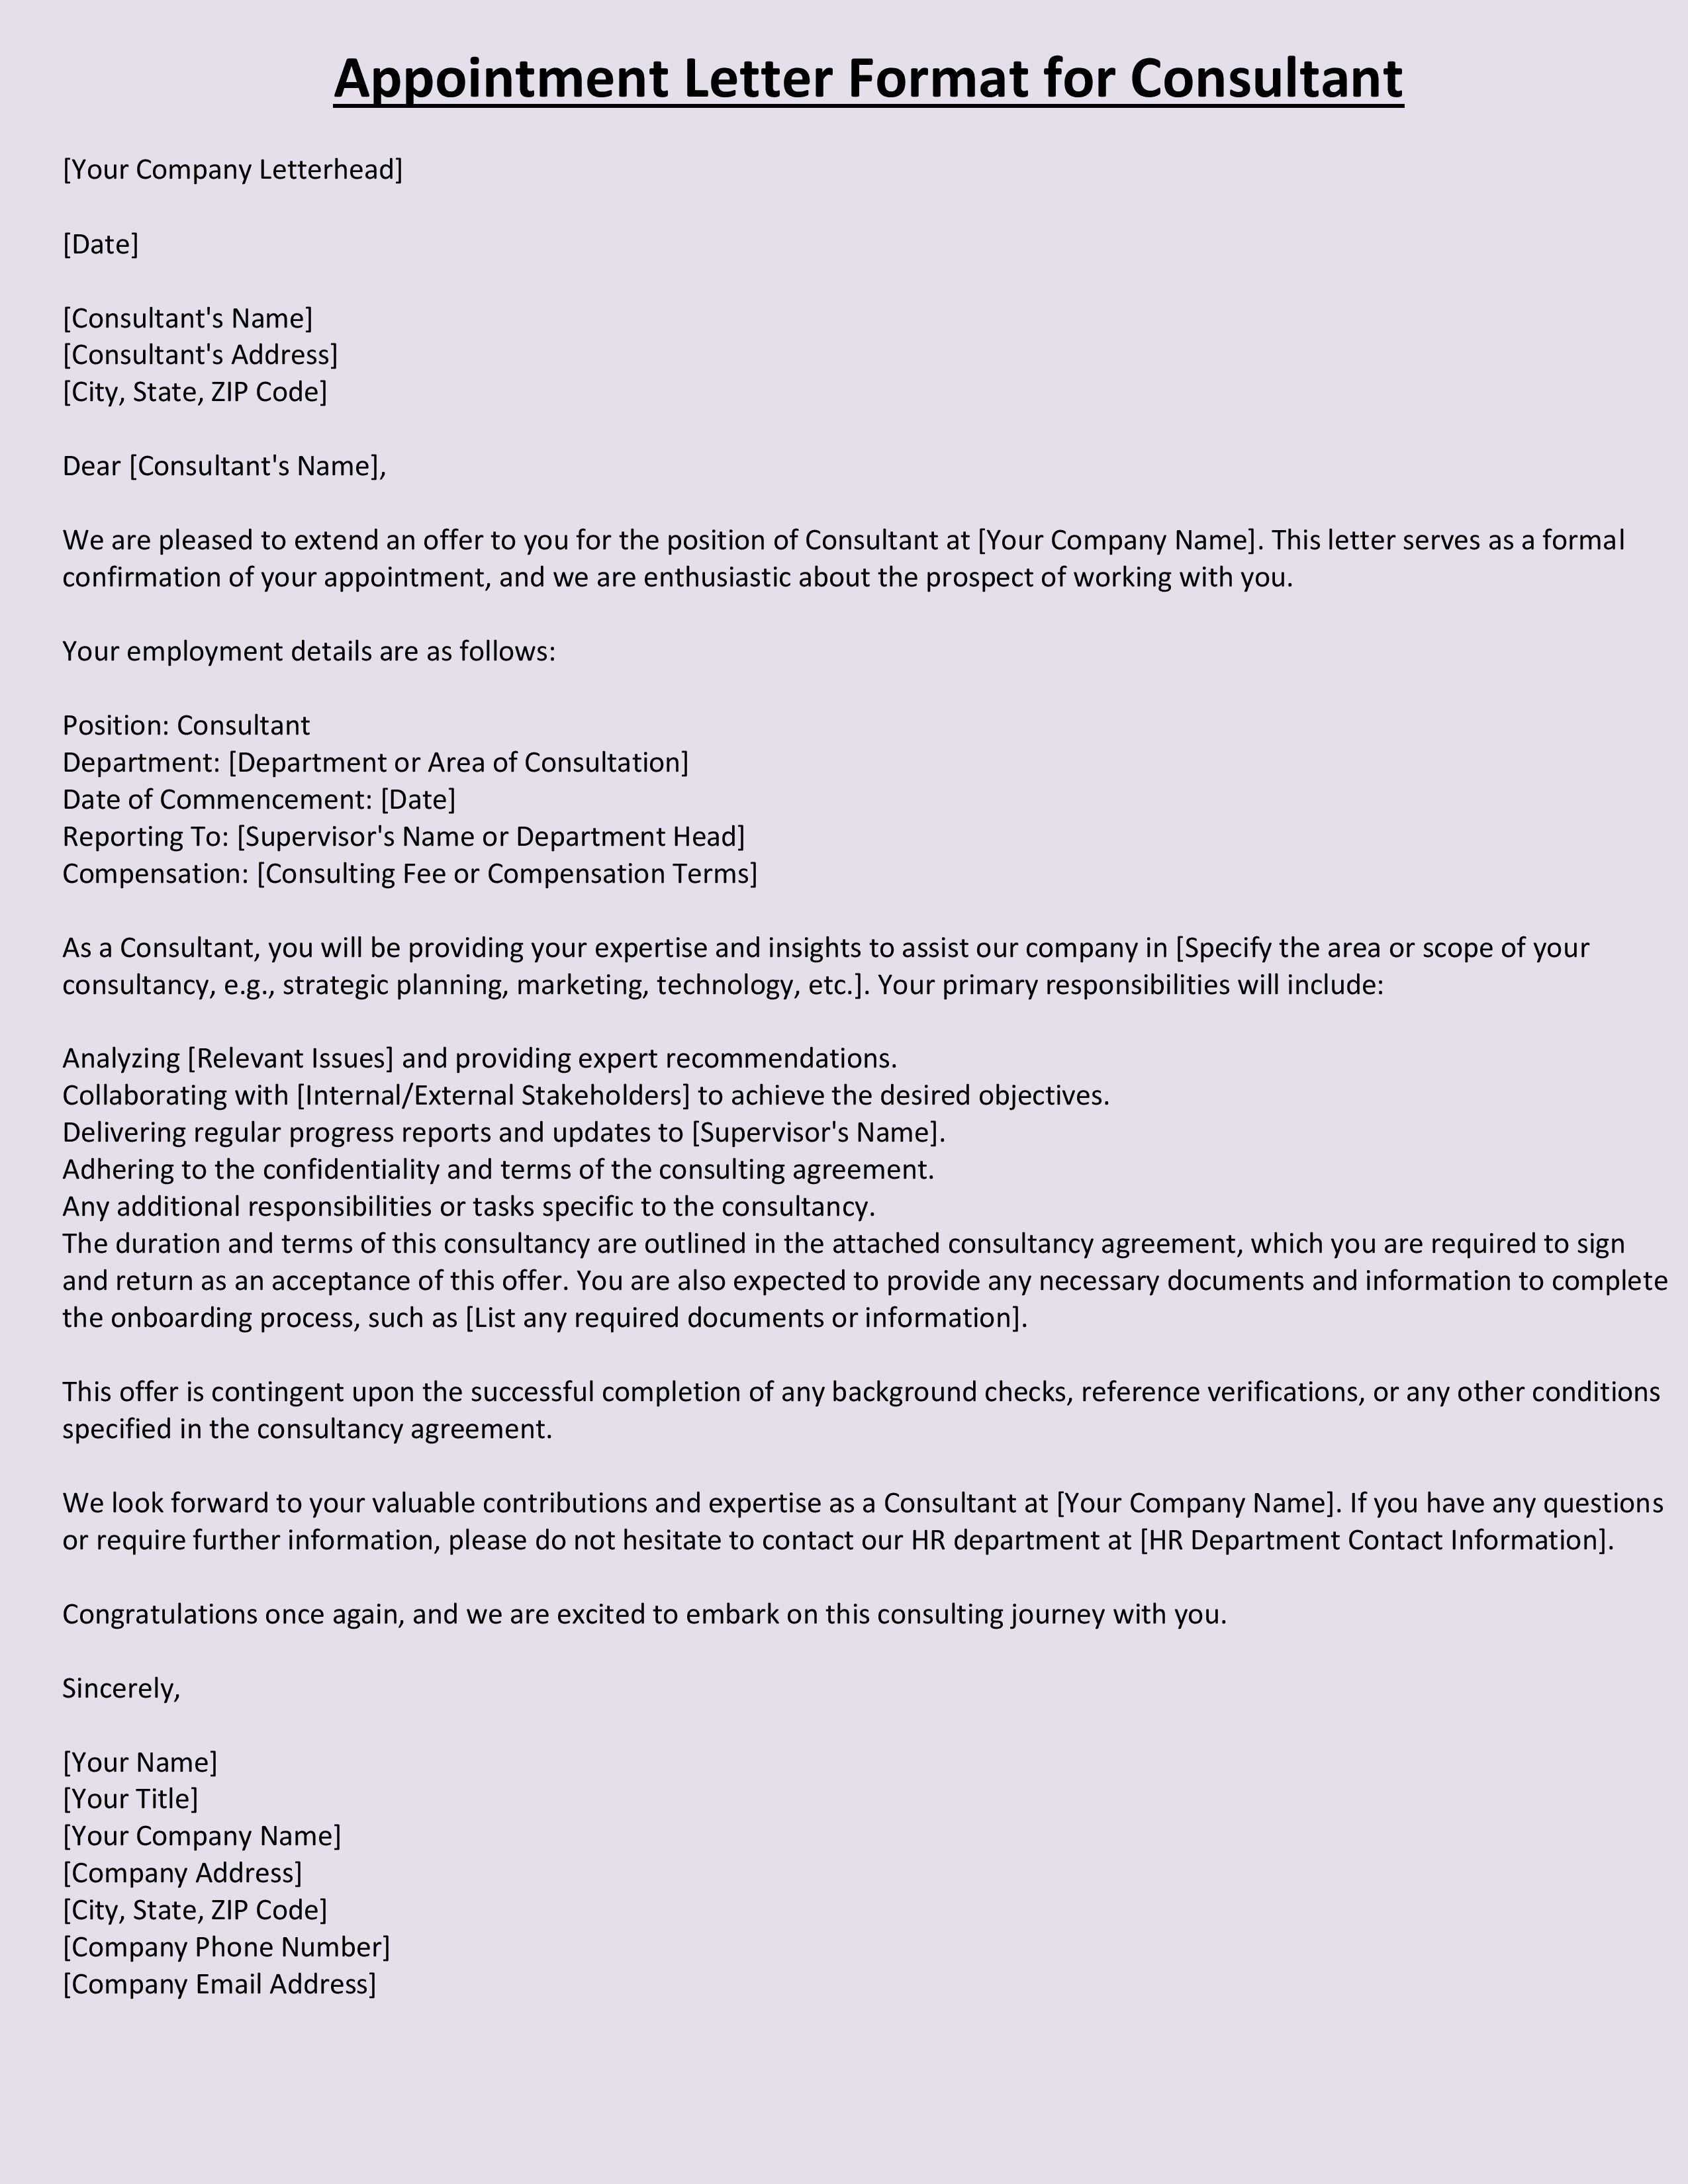 Appointment Letter Format for Consultant
[Your Company Letterhead]
[Date]
[Consultant's Name]
[Consultant's Address]
[City, State, ZIP Code]
Dear [Consultant's Name],
We are pleased to extend an offer to you for the position of Consultant at [Your Company Name]. This letter serves as a formal
confirmation of your appointment, and we are enthusiastic about the prospect of working with you.
Your employment details are as follows:
Position: Consultant
Department: [Department or Area of Consultation]
Date of Commencement: [Date]
Reporting To: [Supervisor's Name or Department Head]
Compensation: [Consulting Fee or Compensation Terms]
As a Consultant, you will be providing your expertise and insights to assist our company in [Specify the area or scope of your
consultancy, e.g., strategic planning, marketing, technology, etc.]. Your primary responsibilities will include:
Analyzing [Relevant Issues] and providing expert recommendations.
Collaborating with [Internal/External Stakeholders] to achieve the desired objectives.
Delivering regular progress reports and updates to [Supervisor's Name].
Adhering to the confidentiality and terms of the consulting agreement.
Any additional responsibilities or tasks specific to the consultancy.
The duration and terms of this consultancy are outlined in the attached consultancy agreement, which you are required to sign
and return as an acceptance of this offer. You are also expected to provide any necessary documents and information to complete
the onboarding process, such as [List any required documents or information].
This offer is contingent upon the successful completion of any background checks, reference verifications, or any other conditions
specified in the consultancy agreement.
We look forward to your valuable contributions and expertise as a Consultant at [Your Company Name]. If you have any questions
or require further information, please do not hesitate to contact our HR department at [HR Department Contact Information].
Congratulations once again, and we are excited to embark on this consulting journey with you.
Sincerely,
[Your Name]
[Your Title]
[Your Company Name]
[Company Address]
[City, State, ZIP Code]
[Company Phone Number]
[Company Email Address]